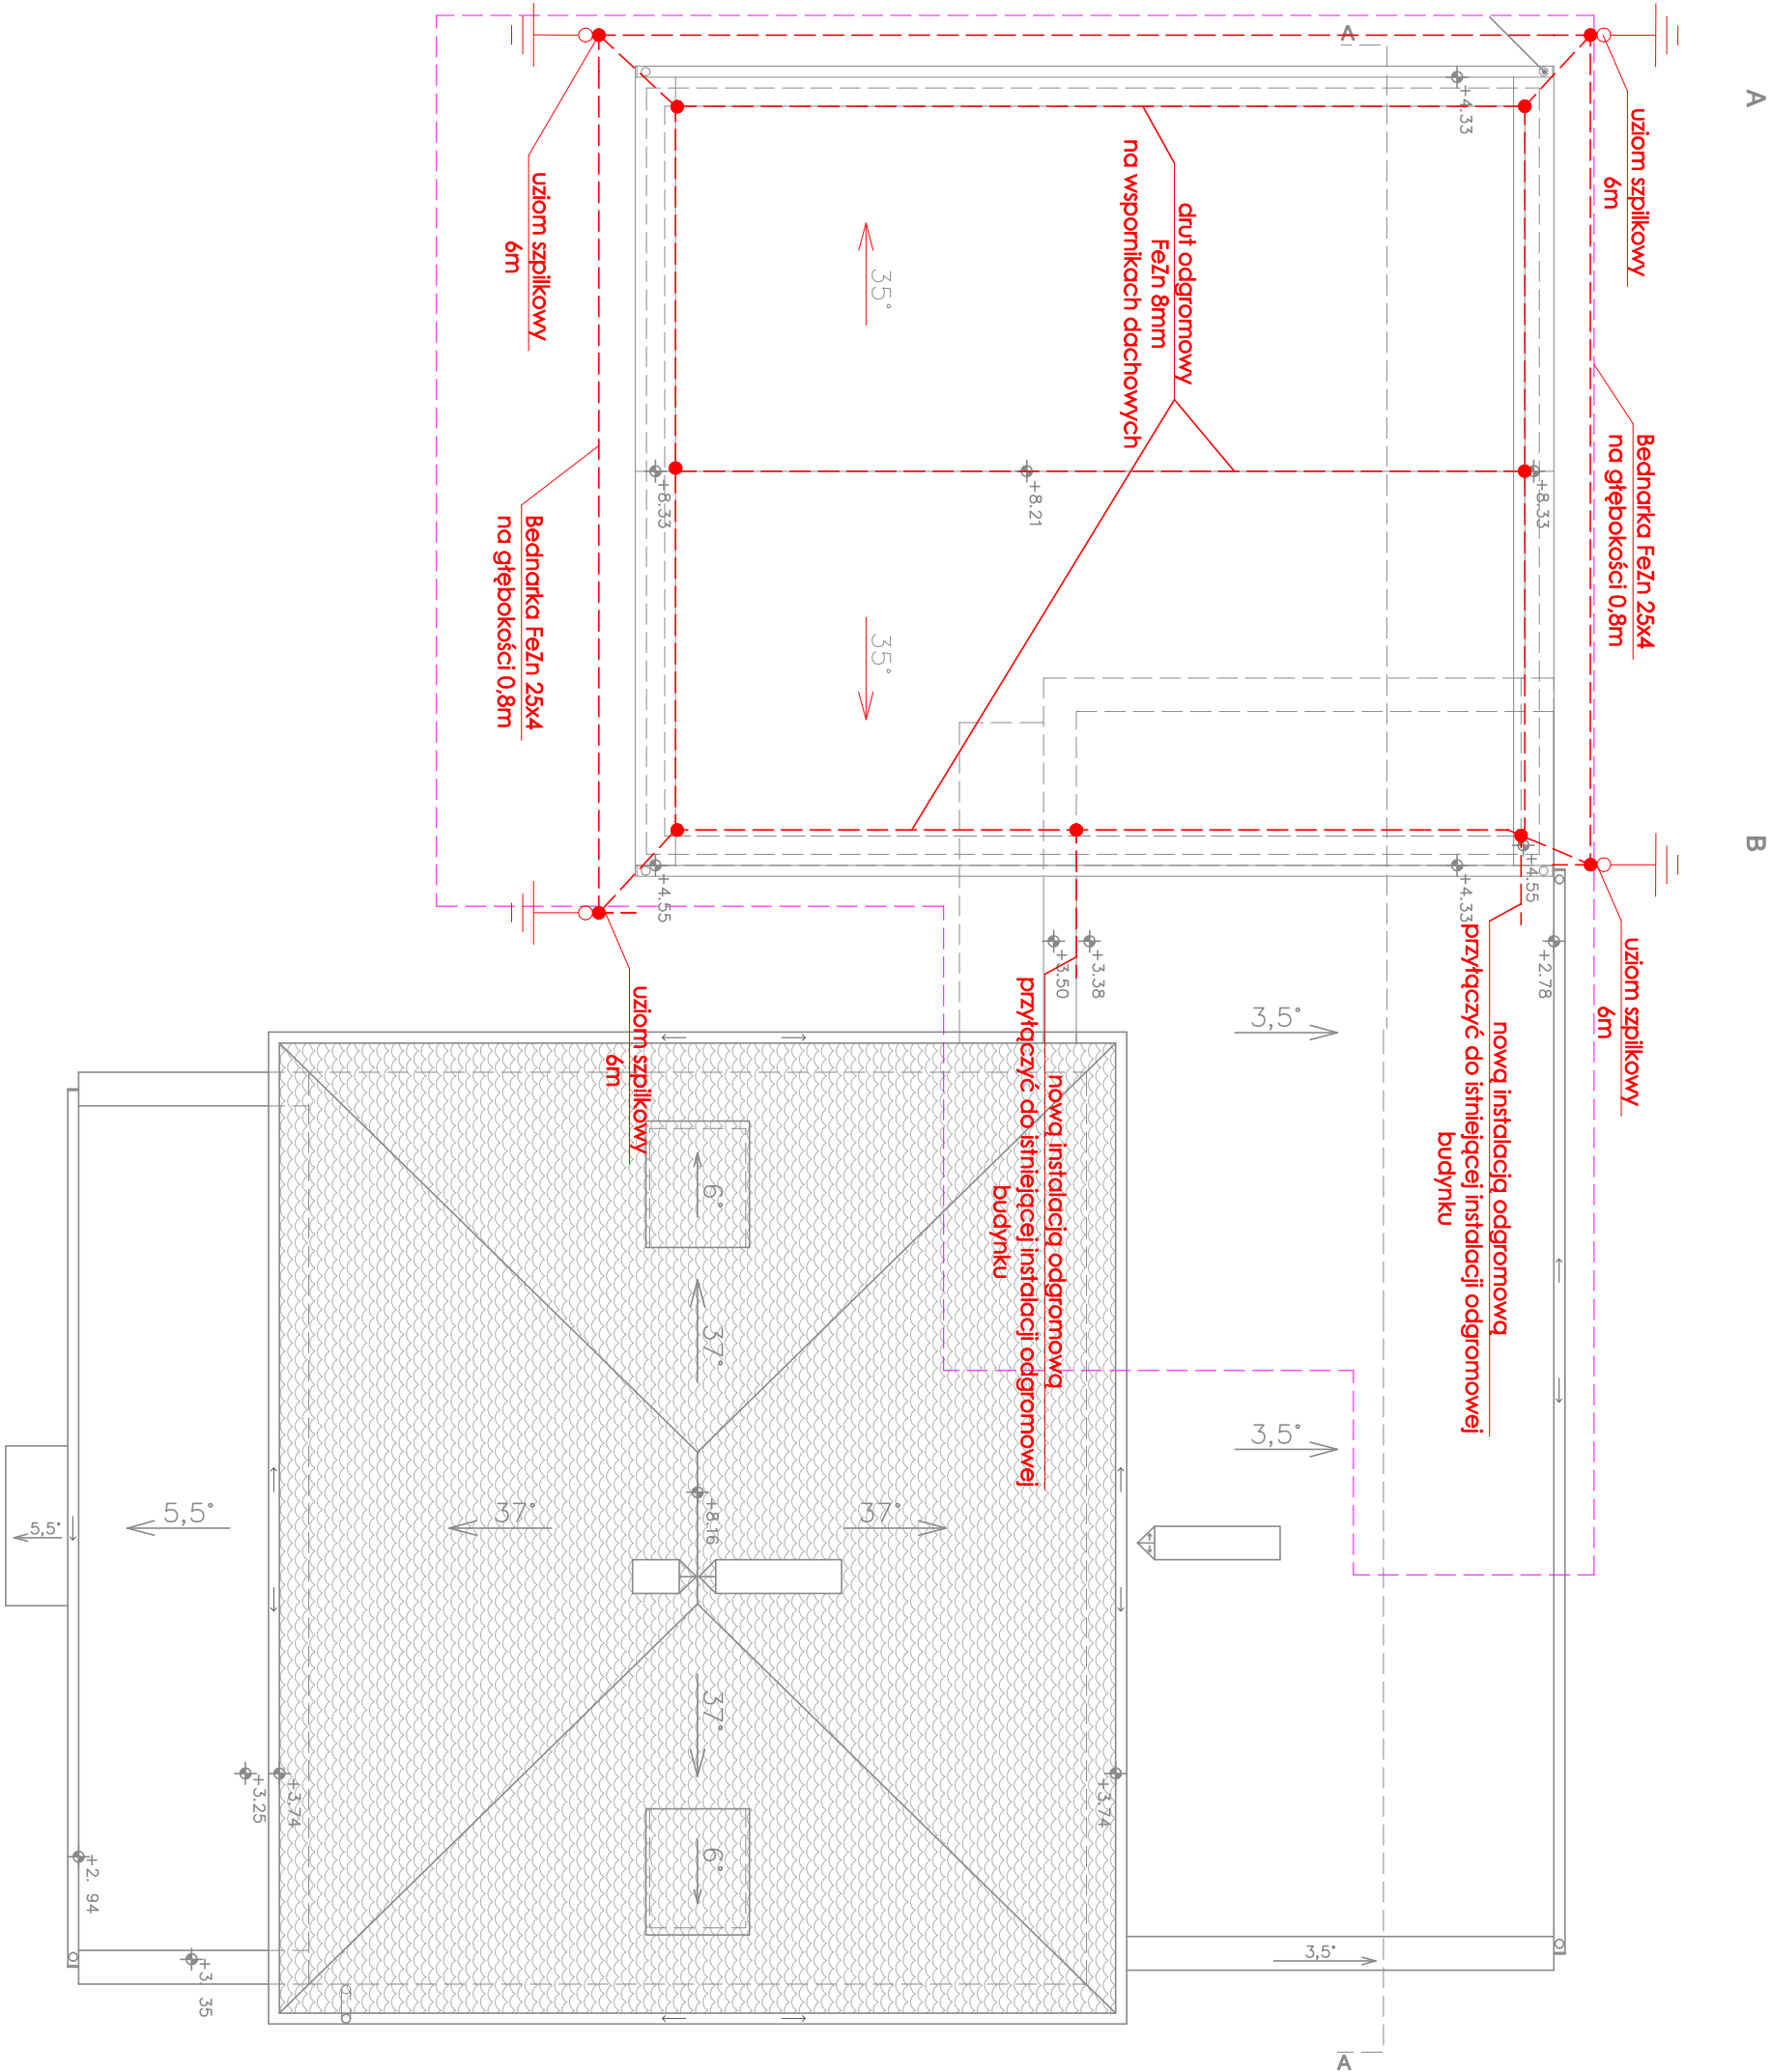 A
B
uziom szpilkowy
6m
Bednarka FeZn 25x4
na głębokości 0,8m
uziom szpilkowy
6m
nową instalacją odgromową
przyłączyć do istniejącej instalacji odgromowej
budynku
drut odgromowy
FeZn 8mm
na wspornikach dachowych
nową instalacją odgromową
przyłączyć do istniejącej instalacji odgromowej
budynku
uziom szpilkowy
6m
Bednarka FeZn 25x4
na głębokości 0,8m
uziom szpilkowy
6m
A
A
+4.33
+8.33
+8.21
+8.33
+4.55
+4.33
+4.55
+2.78
+3.38
+3.50
35°
35°
3,5°
3,5°
3,5°
6°
37°
37°
37°
37°
6°
+8.16
5,5°
5,5°
+3.74
+3.74
+3.25
+2. 94
+3. 35